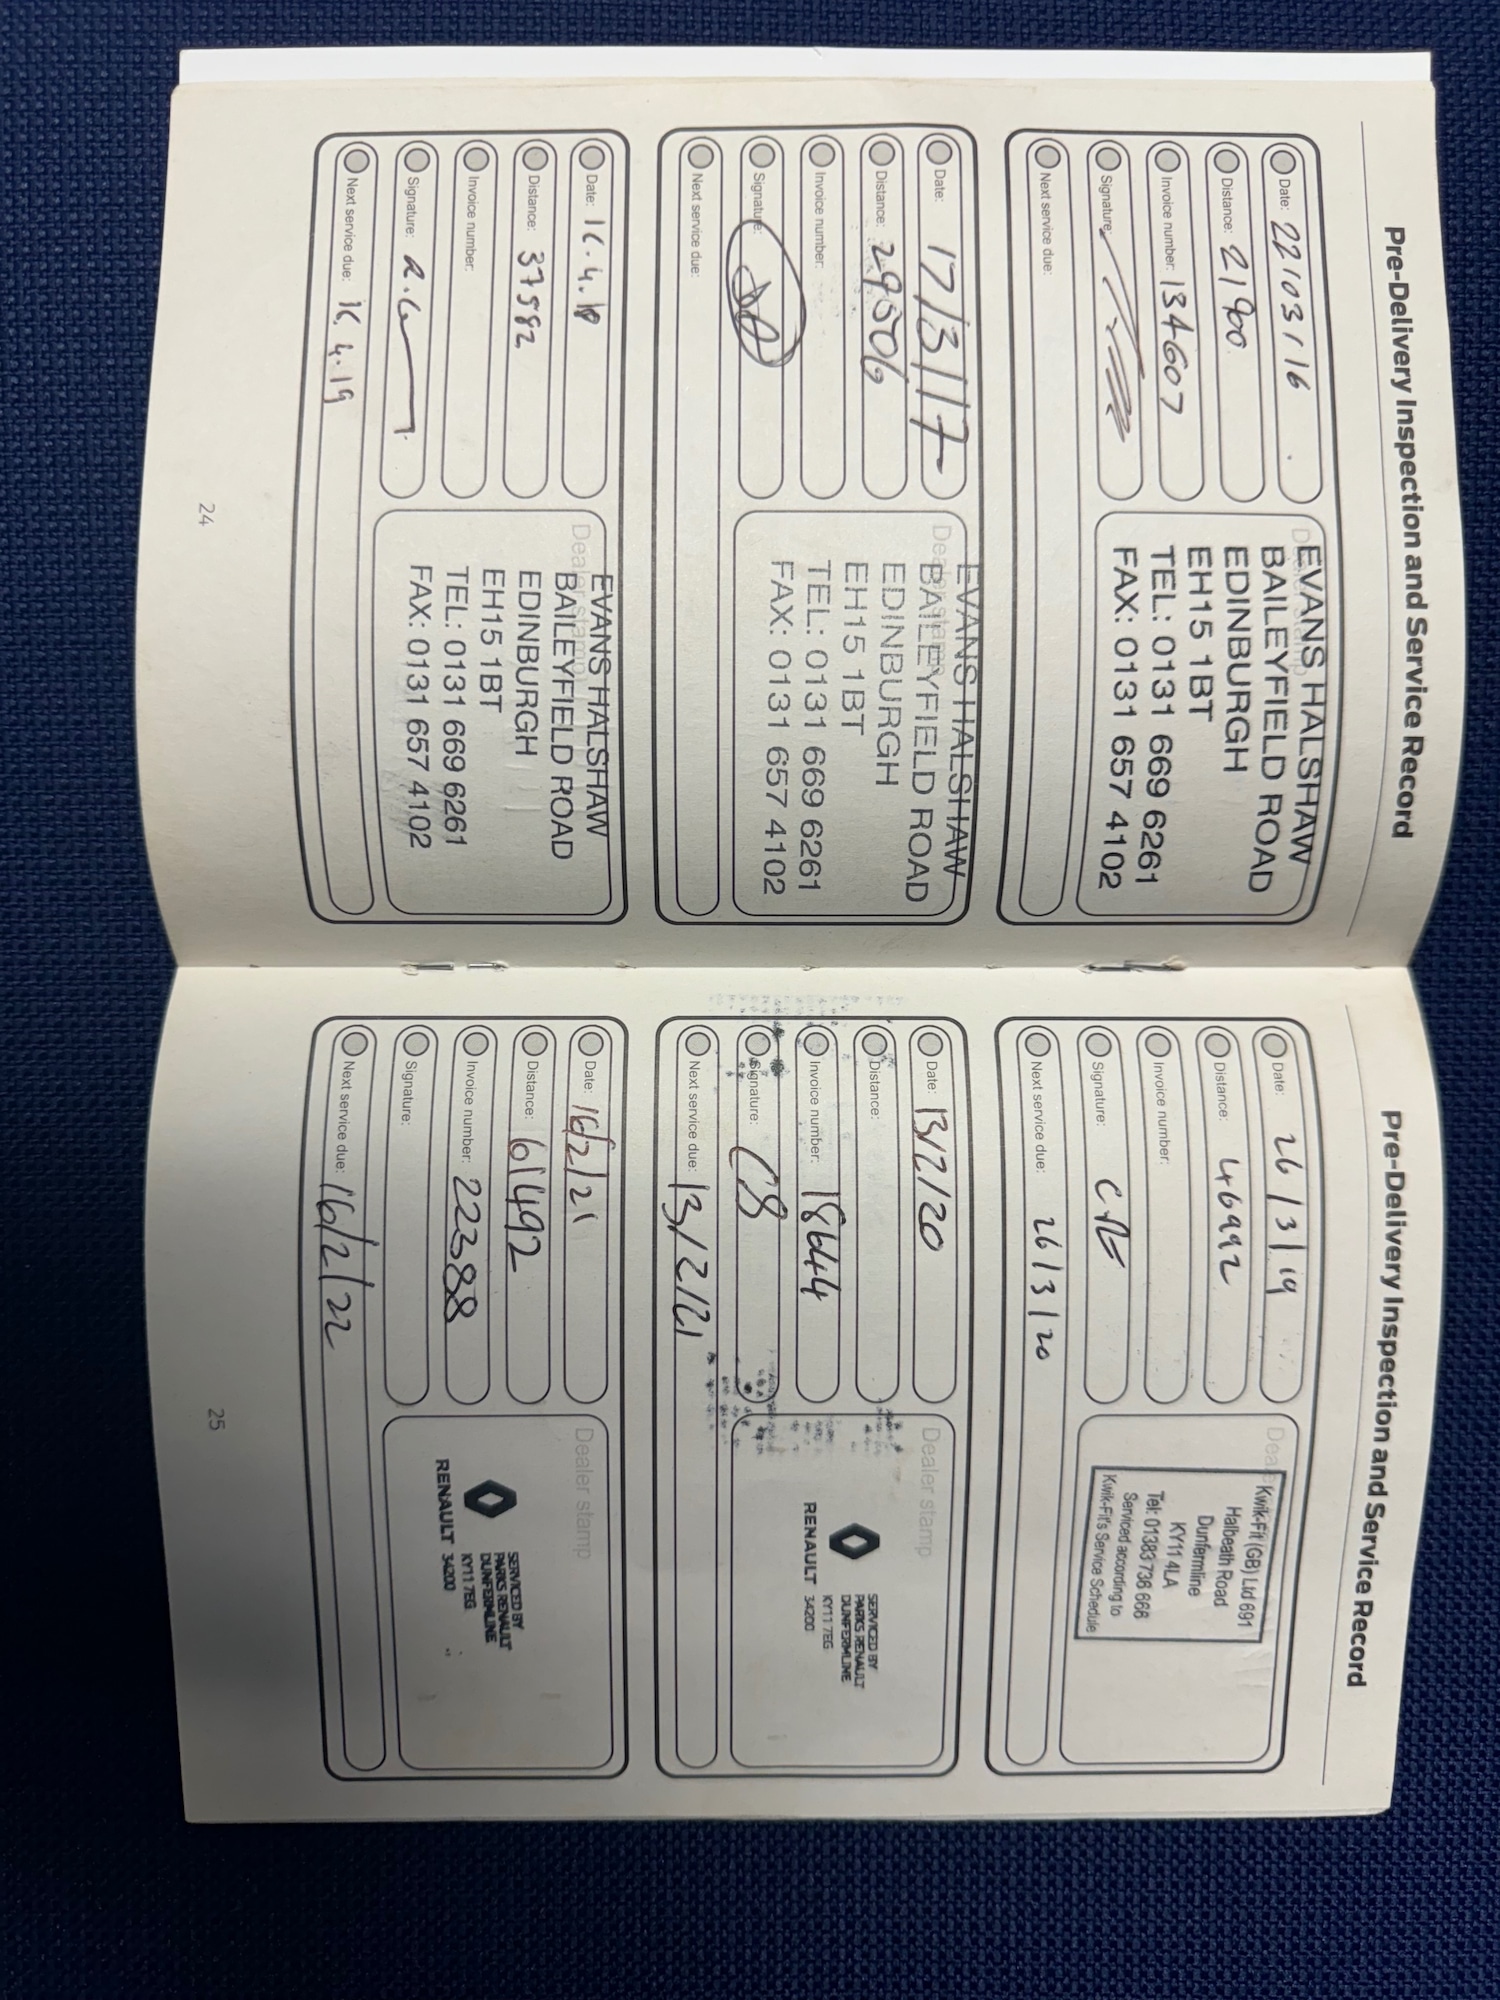 Pre-Delivery Inspection and Service Record
Date: 22/03/16
Distance: 21900
Invoice number: 134607
Signature:
Next service due:
EVANS HALSHAW
BAILEYFIELD ROAD
EDINBURGH
EH15 1BT
TEL: 0131 669 6261
FAX: 0131 657 4102
Date: 17/3/17
Distance: 29506
Invoice number:
Signature:
Next service due:
Dealer stamp
EVANS HALSHAW
BAILEYFIELD ROAD
EDINBURGH
EH15 1BT
TEL: 0131 669 6261
FAX: 0131 657 4102
Date: 16.4.18
Distance: 37582
Invoice number:
Signature:
Next service due: 16.4.19
Dealer stamp
EVANS HALSHAW
BAILEYFIELD ROAD
EDINBURGH
EH15 1BT
TEL: 0131 669 6261
FAX: 0131 657 4102
24
Pre-Delivery Inspection and Service Record
Date: 26/3/19
Distance: 46992
Invoice number:
Signature:
Next service due: 26/3/20
Kwik-Fit (GB) Ltd 691
Halbeath Road
Dunfermline
KY11 4LA
Tel: 01383 736 666
Serviced according to
Kwik-Fit's Service Schedule
Date: 13/2/20
Distance:
Invoice number: 18644
Signature: CS
Next service due: 13/2/21
Dealer stamp
SERVICED BY
PARKS RENAULT
DUNFERMLINE
KY11 7EG
RENAULT 34200
Date: 16/2/21
Distance: 61492
Invoice number: 22388
Signature:
Next service due: 16/2/22
Dealer stamp
SERVICED BY
PARKS RENAULT
DUNFERMLINE
KY11 7EG
RENAULT 34200
25